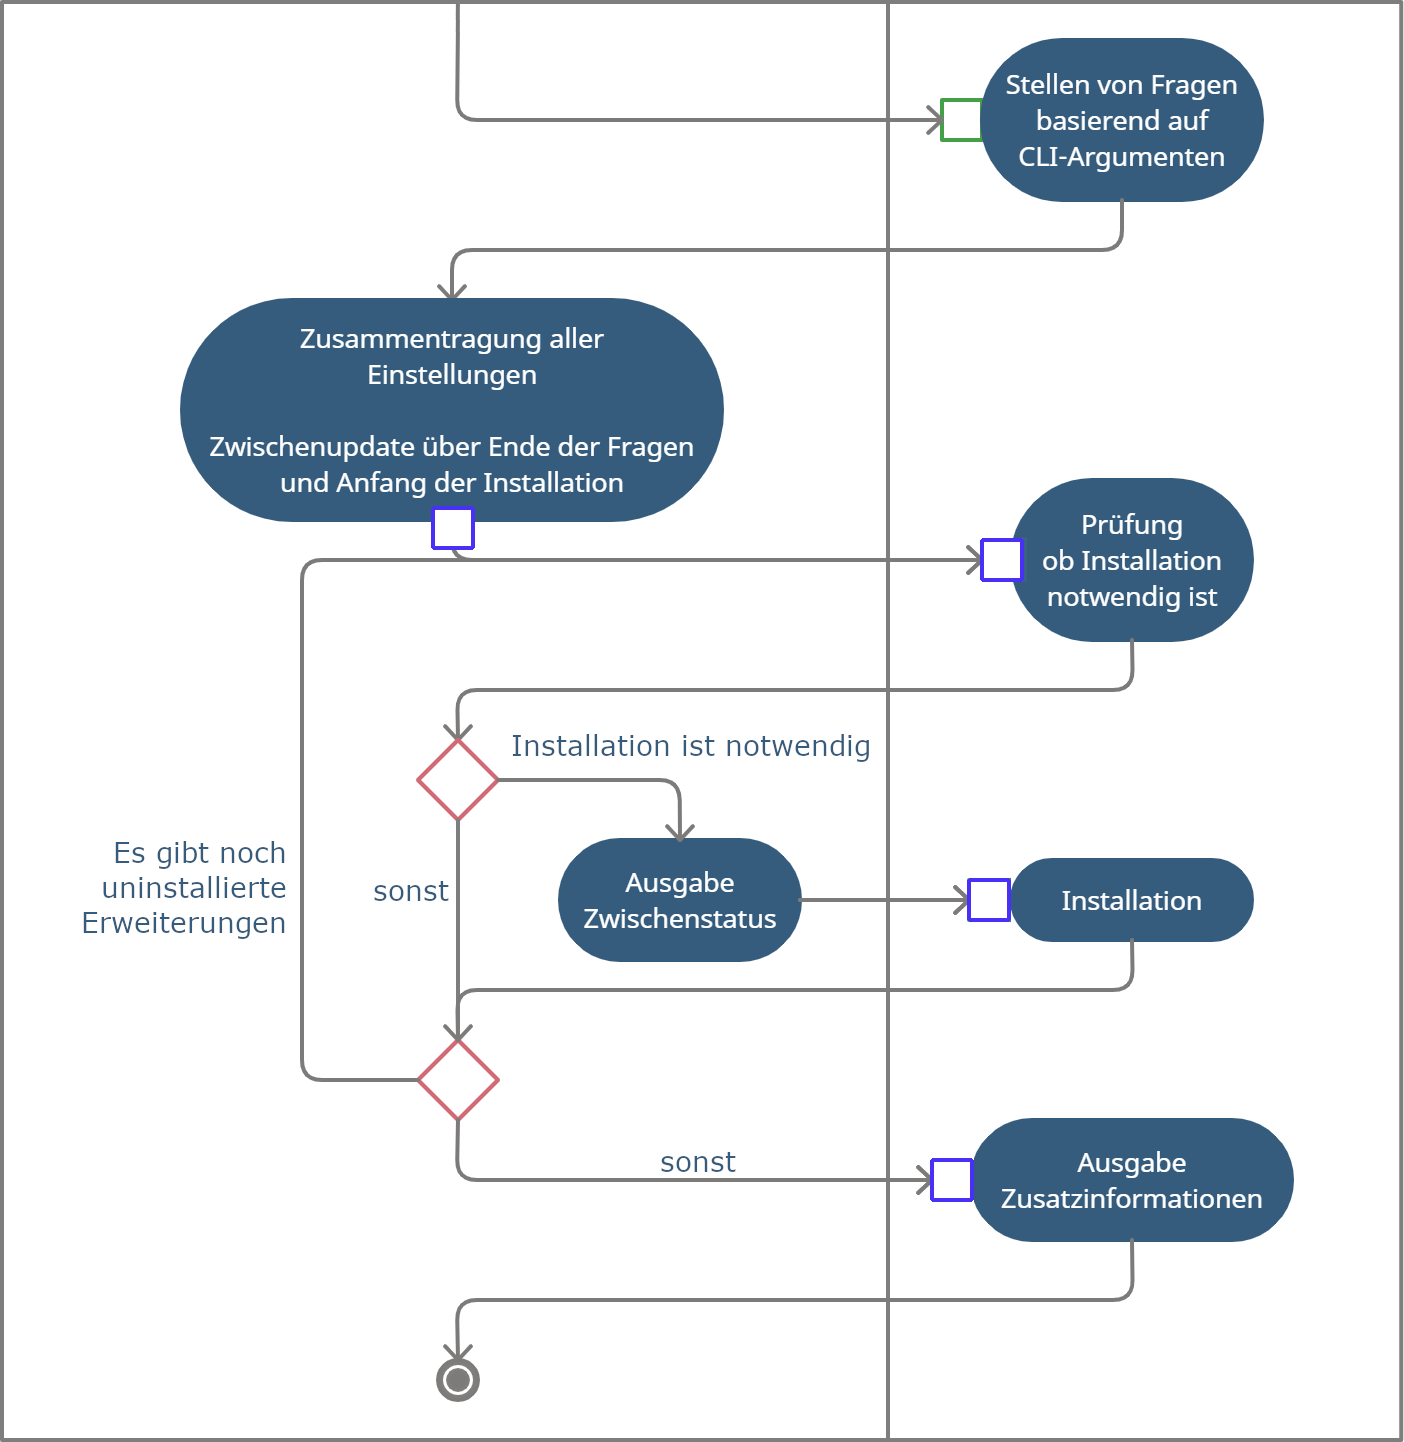 Stellen von Fragen
basierend auf
CLI-Argumenten
Zusammentragung aller
Einstellungen
Zwischenupdate über Ende der Fragen
und Anfang der Installation
Prüfung
ob Installation
notwendig ist
Installation ist notwendig
Es gibt noch
uninstallierte
Erweiterungen
sonst
Ausgabe
Zwischenstatus
Installation
sonst
Ausgabe
Zusatzinformationen